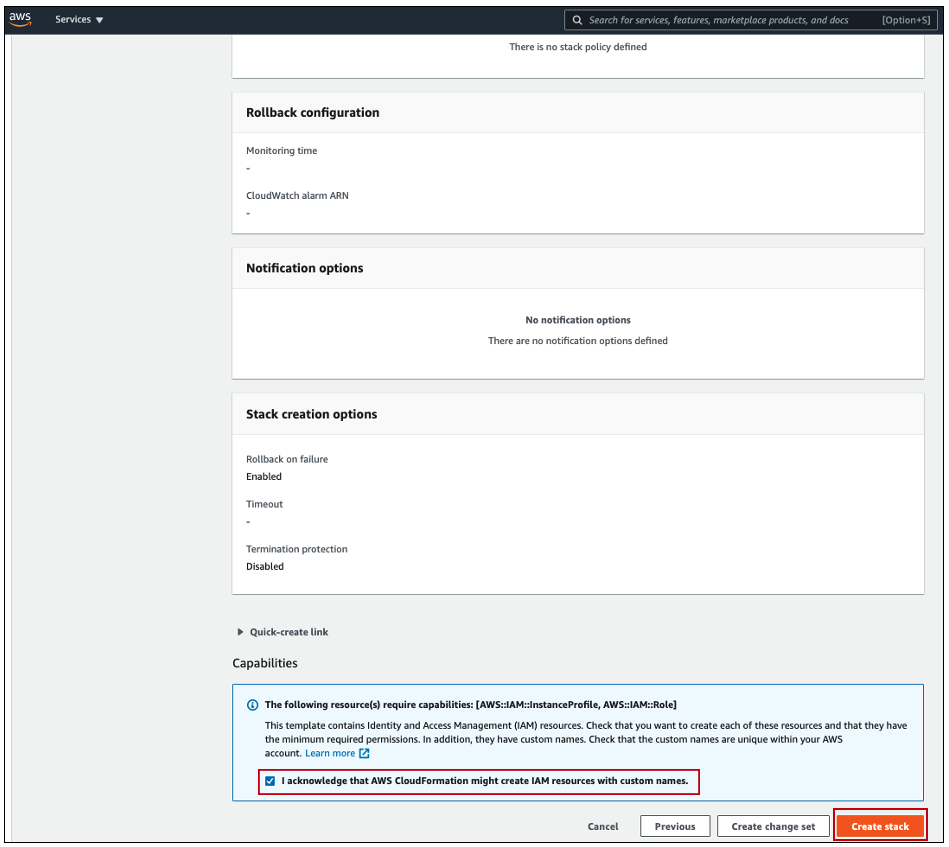 aws
Services ▼
Search for services, features, marketplace products, and docs
[Option+S]
There is no stack policy defined
Rollback configuration
Monitoring time
-
CloudWatch alarm ARN
-
Notification options
No notification options
There are no notification options defined
Stack creation options
Rollback on failure
Enabled
Timeout
-
Termination protection
Disabled
Quick-create link
Capabilities
The following resource(s) require capabilities: [AWS::IAM::InstanceProfile, AWS::IAM::Role]
This template contains Identity and Access Management (IAM) resources. Check that you want to create each of these resources and that they have
the minimum required permissions. In addition, they have custom names. Check that the custom names are unique within your AWS
account. Learn more
I acknowledge that AWS CloudFormation might create IAM resources with custom names.
Cancel
Previous
Create change set
Create stack